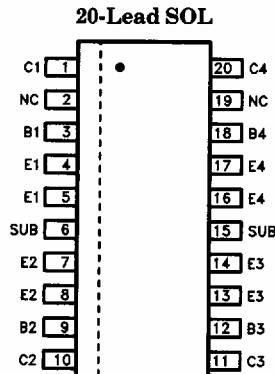 20-Lead SOL
C1 1 20 C4
NC 2 19 NC
B1 3 18 B4
E1 4 17 E4
E1 5 16 E4
SUB 6 15 SUB
E2 7 14 E3
E2 8 13 E3
B2 9 12 B3
C2 10 11 C3